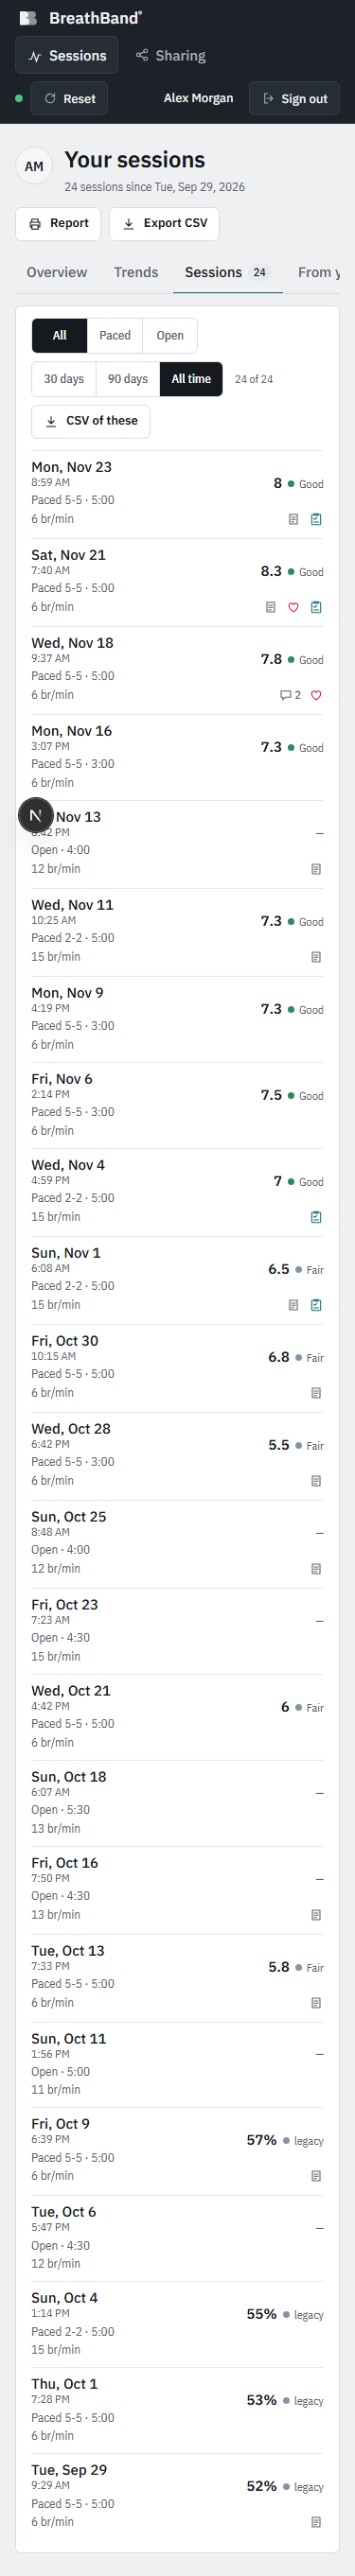 BreathBand®
Sessions
Sharing
Reset
Alex Morgan
Sign out
AM
Your sessions
24 sessions since Tue, Sep 29, 2026
Report
Export CSV
Overview
Trends
Sessions 24
From y
All
Paced
Open
30 days
90 days
All time
24 of 24
CSV of these
Mon, Nov 23
8:59 AM
8 Good
Paced 5-5 · 5:00
6 br/min
Sat, Nov 21
7:40 AM
8.3 Good
Paced 5-5 · 5:00
6 br/min
Wed, Nov 18
9:37 AM
7.8 Good
Paced 5-5 · 5:00
6 br/min
2
Mon, Nov 16
3:07 PM
7.3 Good
Paced 5-5 · 3:00
6 br/min
N
Nov 13
:42 PM
–
Open · 4:00
12 br/min
Wed, Nov 11
10:25 AM
7.3 Good
Paced 2-2 · 5:00
15 br/min
Mon, Nov 9
4:19 PM
7.3 Good
Paced 5-5 · 3:00
6 br/min
Fri, Nov 6
2:14 PM
7.5 Good
Paced 5-5 · 3:00
6 br/min
Wed, Nov 4
4:59 PM
7 Good
Paced 2-2 · 5:00
15 br/min
Sun, Nov 1
6:08 AM
6.5 Fair
Paced 2-2 · 5:00
15 br/min
Fri, Oct 30
10:15 AM
6.8 Fair
Paced 5-5 · 5:00
6 br/min
Wed, Oct 28
6:42 PM
5.5 Fair
Paced 5-5 · 3:00
6 br/min
Sun, Oct 25
8:48 AM
–
Open · 4:00
12 br/min
Fri, Oct 23
7:23 AM
–
Open · 4:30
15 br/min
Wed, Oct 21
4:42 PM
6 Fair
Paced 5-5 · 5:00
6 br/min
Sun, Oct 18
6:07 AM
–
Open · 5:30
13 br/min
Fri, Oct 16
7:50 PM
–
Open · 4:30
13 br/min
Tue, Oct 13
7:33 PM
5.8 Fair
Paced 5-5 · 5:00
6 br/min
Sun, Oct 11
1:56 PM
–
Open · 5:00
11 br/min
Fri, Oct 9
6:39 PM
57% legacy
Paced 5-5 · 5:00
6 br/min
Tue, Oct 6
5:47 PM
–
Open · 4:30
12 br/min
Sun, Oct 4
1:14 PM
55% legacy
Paced 2-2 · 5:00
15 br/min
Thu, Oct 1
7:28 PM
53% legacy
Paced 5-5 · 5:00
6 br/min
Tue, Sep 29
9:29 AM
52% legacy
Paced 5-5 · 5:00
6 br/min